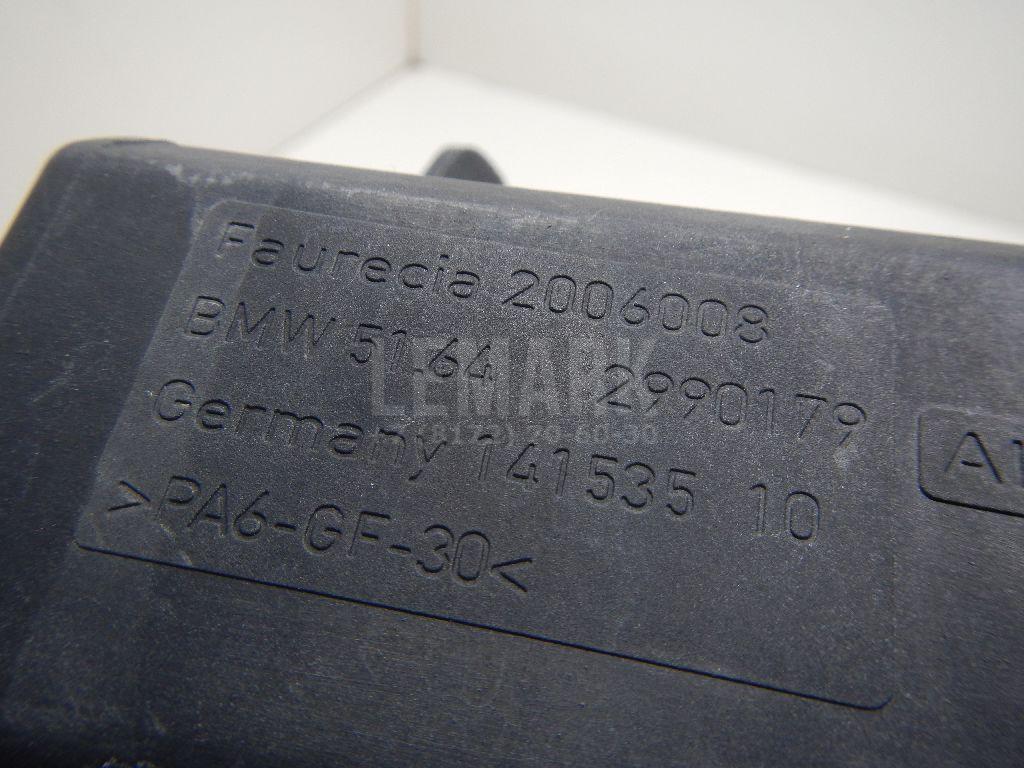 Faurecia 2006008
BMW 51.64 2990179
Germany 141535 10
>PA6-GF-30<
LEMARK